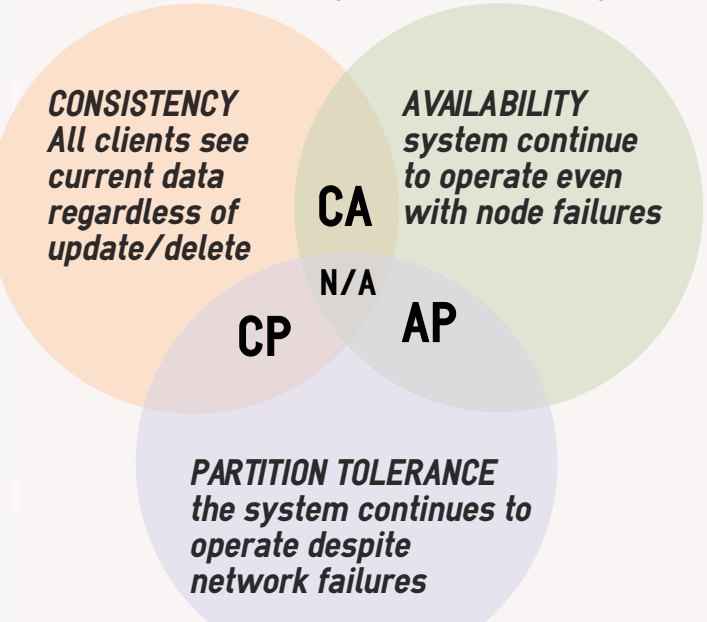 CONSISTENCY
All clients see
current data
regardless of
update/delete
AVAILABILITY
system continue
to operate even
with node failures
CA
N/A
CP
AP
PARTITION TOLERANCE
the system continues to
operate despite
network failures